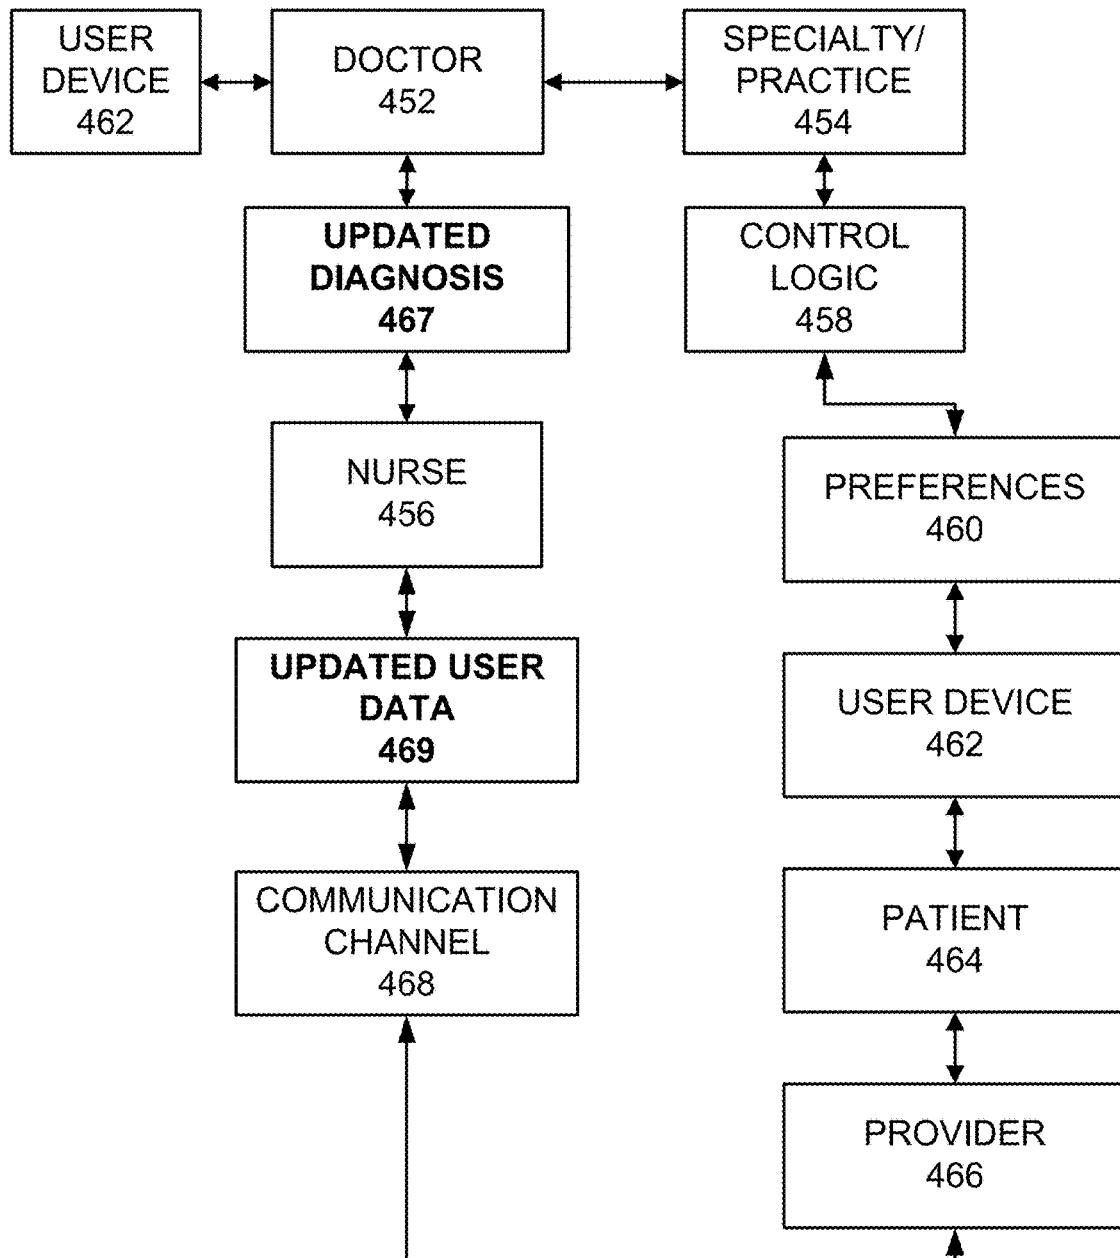 USER
DEVICE
462
DOCTOR
452
SPECIALTY/
PRACTICE
454
UPDATED
DIAGNOSIS
467
CONTROL
LOGIC
458
NURSE
456
PREFERENCES
460
UPDATED USER
DATA
469
USER DEVICE
462
COMMUNICATION
CHANNEL
468
PATIENT
464
PROVIDER
466